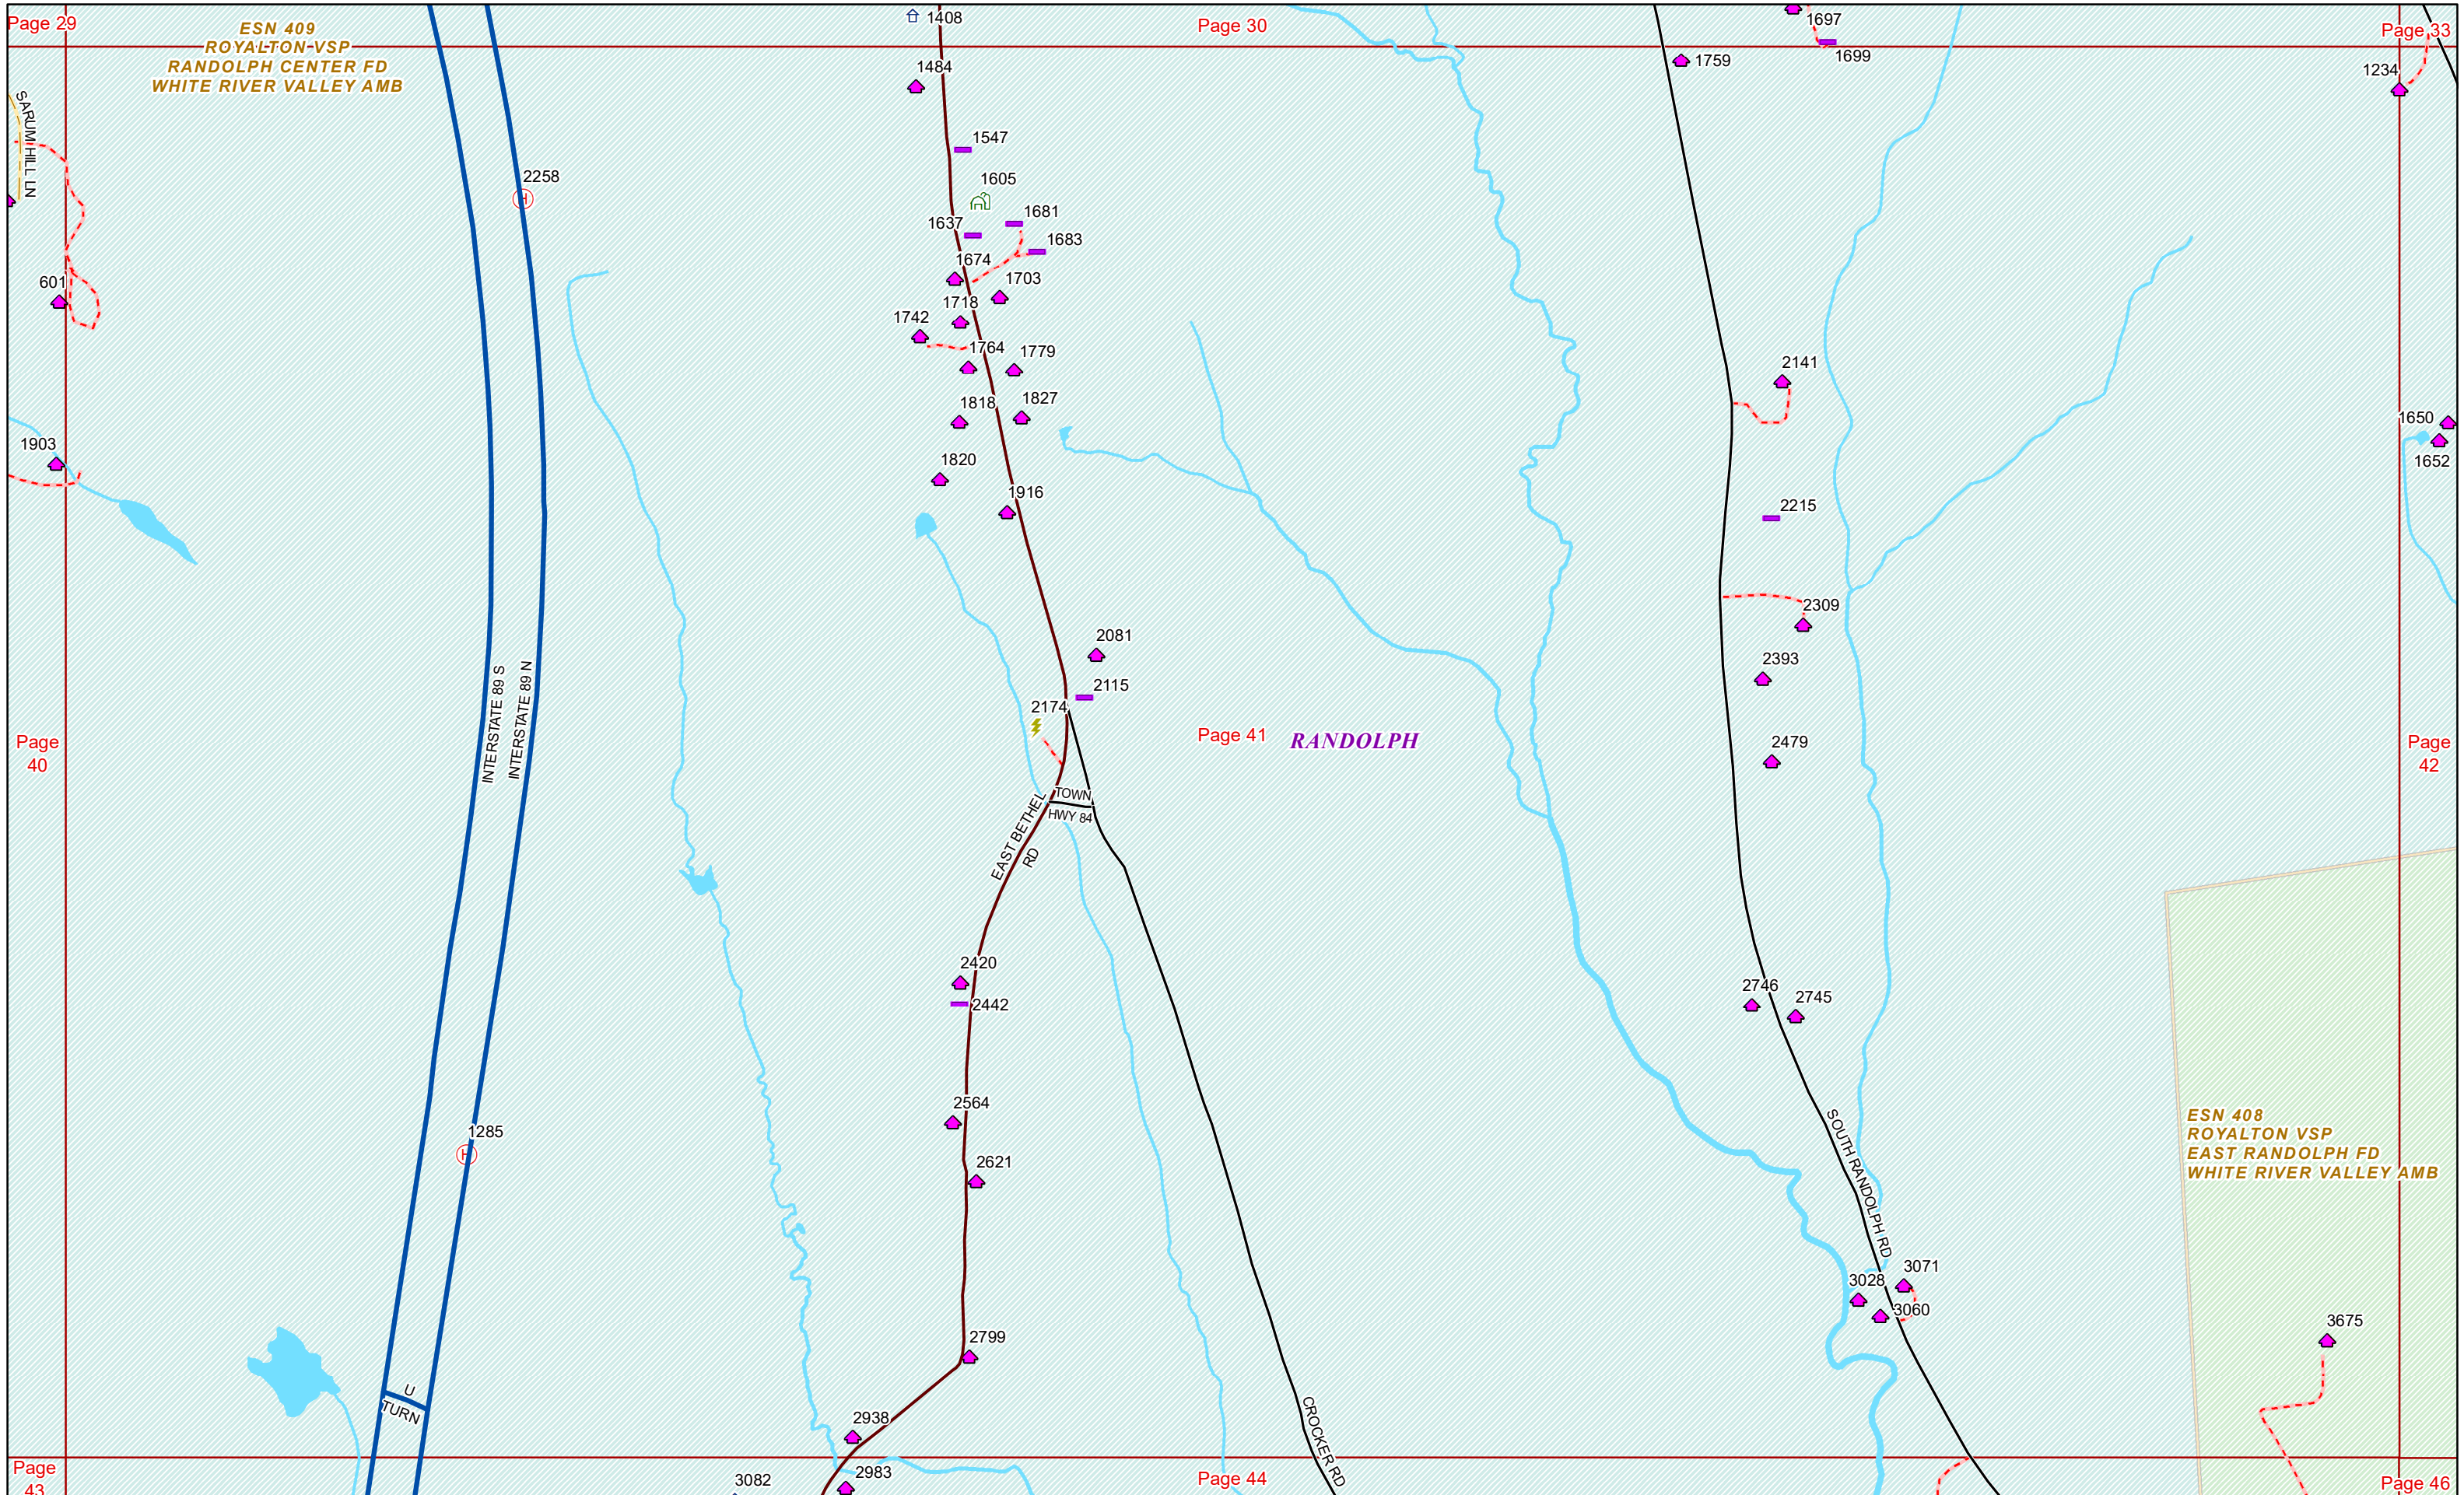 Page 29
ESN 409
ROYALTON VSP
RANDOLPH CENTER FD
WHITE RIVER VALLEY AMB
1408
Page 30
1697
1699
Page 33
1759
1234
1484
SARUM HILL LN
1547
2258
1605
1637
1681
1683
1674
1703
601
1718
1742
1764
1779
2141
1818
1827
1650
1652
1903
1820
1916
2215
2309
2081
2393
2115
2174
INTERSTATE 89 S
INTERSTATE 89 N
Page
40
Page 41
RANDOLPH
2479
Page
42
TOWN
HWY 84
EAST BETHEL
RD
2420
2442
2746
2745
2564
1285
ESN 408
ROYALTON VSP
EAST RANDOLPH FD
WHITE RIVER VALLEY AMB
2621
SOUTH RANDOLPH RD
3071
3028
3060
3675
2799
U
TURN
2938
CROCKER RD
Page
43
3082
2983
Page 44
Page 46